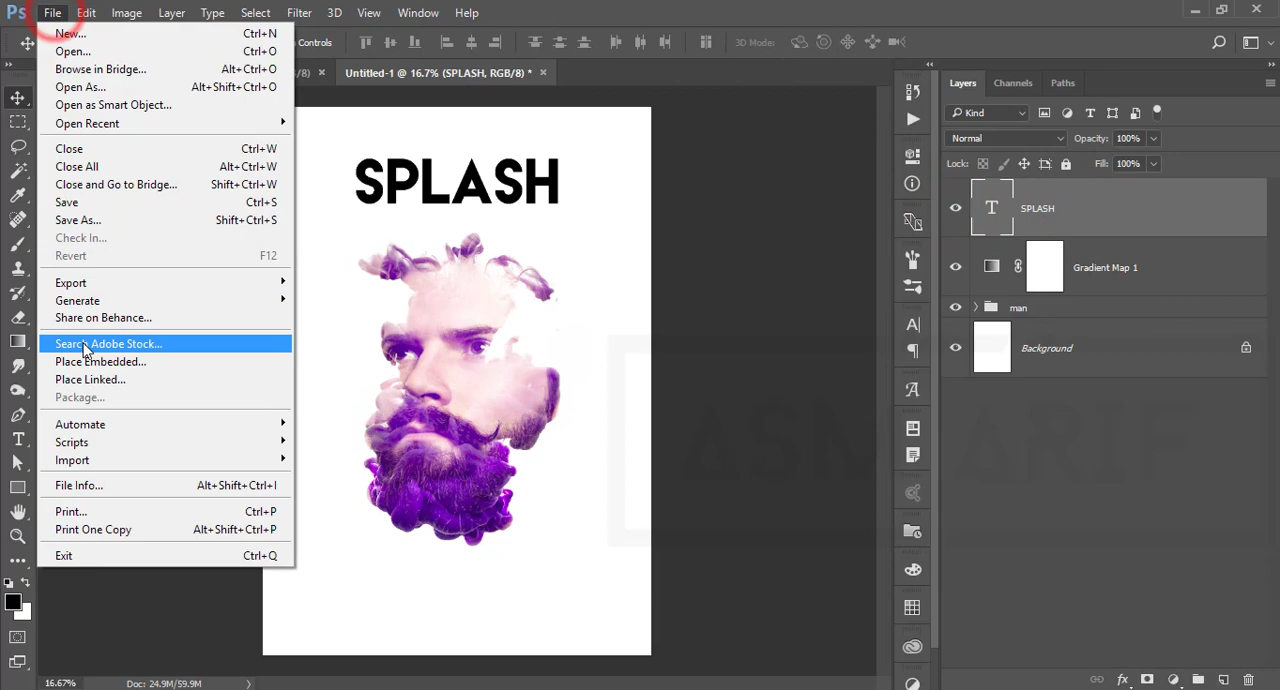 Ps File Edit Image Layer Type Select Filter 3D View Window Help
Controls
3D Mode:
/8) × Untitled-1 @ 16.7% (SPLASH, RGB/8) * ×
New... Ctrl+N
Open... Ctrl+O
Browse in Bridge... Alt+Ctrl+O
Open As... Alt+Shift+Ctrl+O
Open as Smart Object...
Open Recent
Close Ctrl+W
Close All Alt+Ctrl+W
Close and Go to Bridge... Shift+Ctrl+W
Save Ctrl+S
Save As... Shift+Ctrl+S
Check In...
Revert F12
Export
Generate
Share on Behance...
Search Adobe Stock...
Place Embedded...
Place Linked...
Package...
Automate
Scripts
Import
File Info... Alt+Shift+Ctrl+I
Print... Ctrl+P
Print One Copy Alt+Shift+Ctrl+P
Exit Ctrl+Q
SPLASH
Layers Channels Paths
Kind
Normal Opacity: 100%
Lock: Fill: 100%
T SPLASH
Gradient Map 1
man
Background
16.67% Doc: 24.9M/59.9M